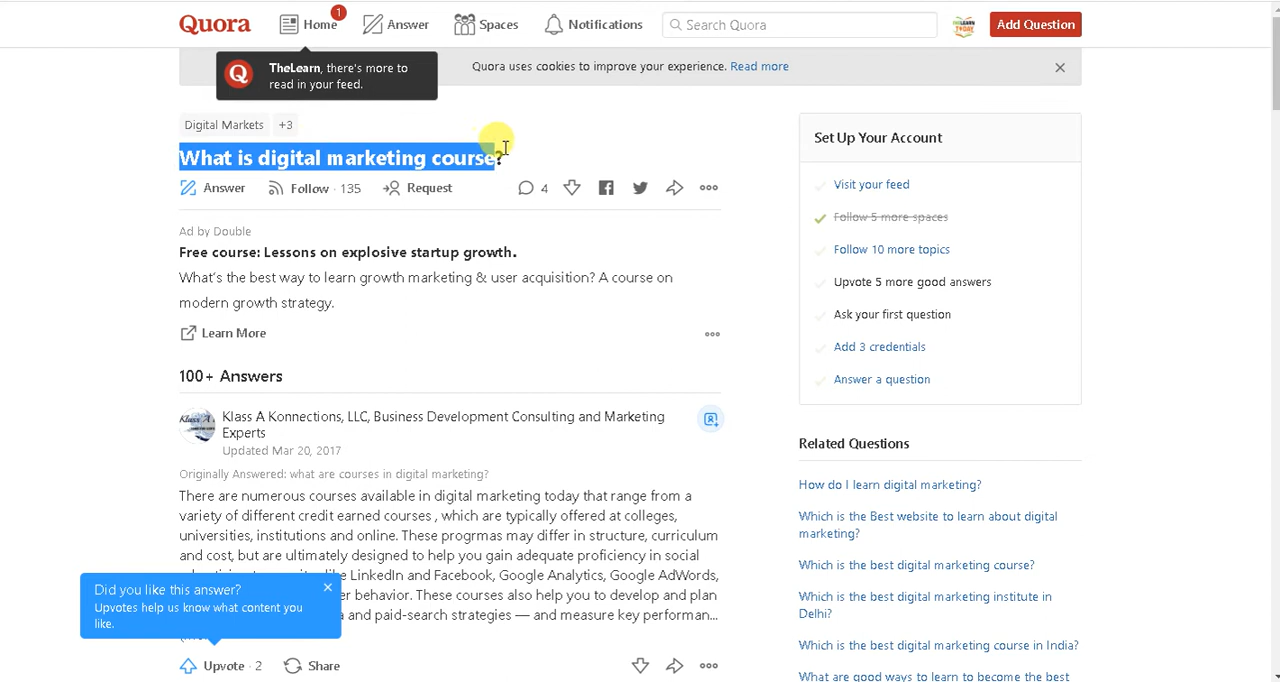 Quora
Home
1
Answer
Spaces
Notifications
Search Quora
Add Question
TheLearn, there's more to
read in your feed.
Quora uses cookies to improve your experience. Read more
Digital Markets
+3
What is digital marketing course?
Answer
Follow · 135
Request
4
Ad by Double
Free course: Lessons on explosive startup growth.
What's the best way to learn growth marketing & user acquisition? A course on
modern growth strategy.
Learn More
100+ Answers
Klass A Konnections, LLC, Business Development Consulting and Marketing
Experts
Updated Mar 20, 2017
Originally Answered: what are courses in digital marketing?
There are numerous courses available in digital marketing today that range from a
variety of different credit earned courses , which are typically offered at colleges,
universities, institutions and online. These progrmas may differ in structure, curriculum
and cost, but are ultimately designed to help you gain adequate proficiency in social
like LinkedIn and Facebook, Google Analytics, Google AdWords,
behavior. These courses also help you to develop and plan
and paid-search strategies — and measure key performan...
Did you like this answer?
Upvotes help us know what content you
like.
Upvote · 2
Share
Set Up Your Account
Visit your feed
Follow 5 more spaces
Follow 10 more topics
Upvote 5 more good answers
Ask your first question
Add 3 credentials
Answer a question
Related Questions
How do I learn digital marketing?
Which is the Best website to learn about digital
marketing?
Which is the best digital marketing course?
Which is the best digital marketing institute in
Delhi?
Which is the best digital marketing course in India?
What are good ways to learn to become the best